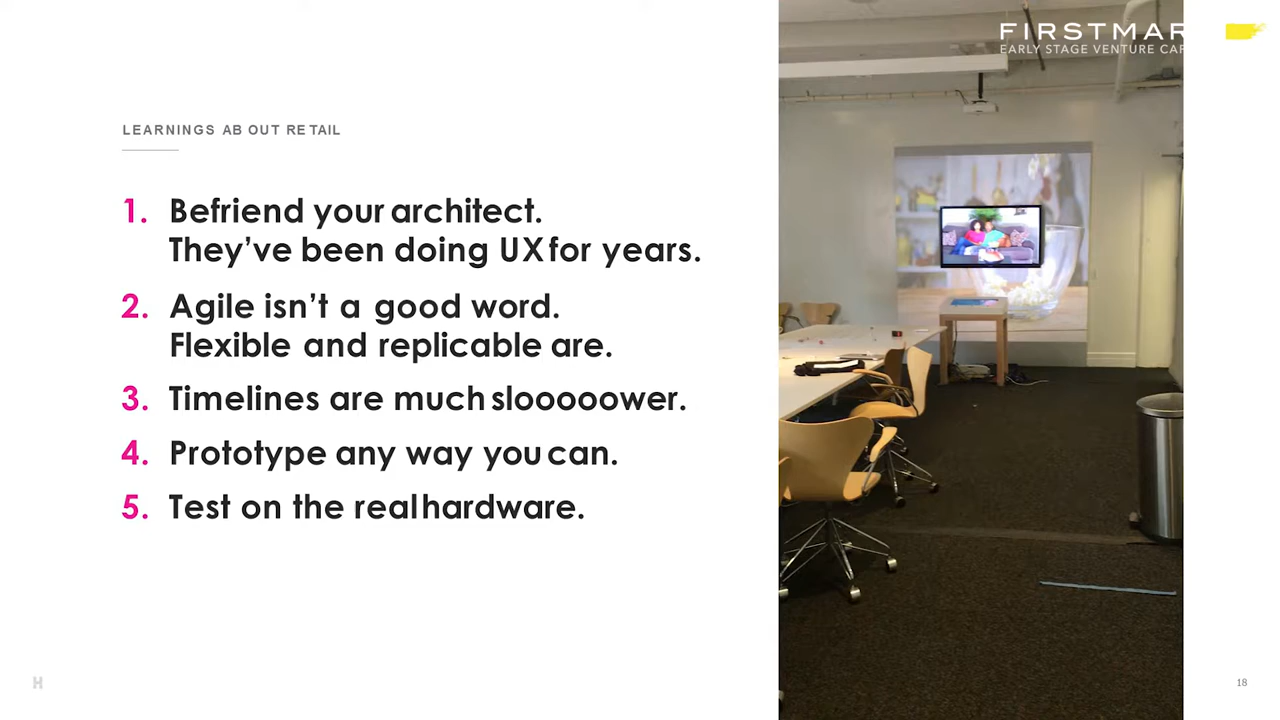 FIRSTMAR
EARLY STAGE VENTURE CAP
LEARNINGS ABOUT RETAIL
1. Befriend your architect.
They’ve been doing UX for years.
2. Agile isn’t a good word.
Flexible and replicable are.
3. Timelines are much slooooower.
4. Prototype any way you can.
5. Test on the real hardware.
H
18